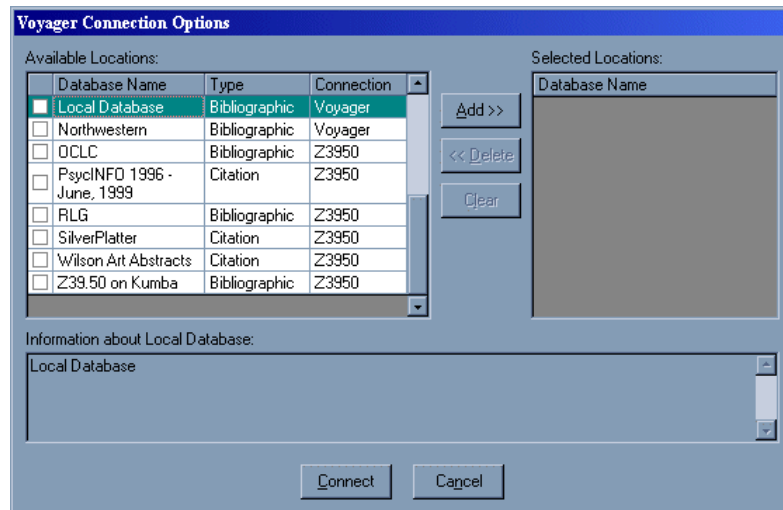 Voyager Connection Options
Available Locations:
Database Name Type Connection
Local Database Bibliographic Voyager
Northwestern Bibliographic Voyager
OCLC Bibliographic Z3950
PsycINFO 1996 - Citation Z3950
June, 1999
RLG Bibliographic Z3950
SilverPlatter Citation Z3950
Wilson Art Abstracts Citation Z3950
Z39.50 on Kumba Bibliographic Z3950
Add >>
<< Delete
Clear
Selected Locations:
Database Name
Information about Local Database:
Local Database
Connect Cancel